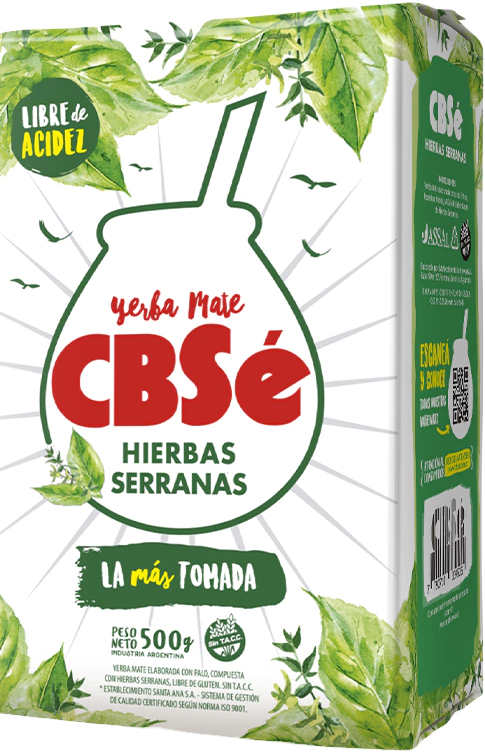 LIBRE de
ACIDEZ
yerba Mate
CBSé
HIERBAS
SERRANAS
LA más TOMADA
PESO
NETO 500g
INDUSTRIA ARGENTINA
Sin T.A.C.C.
YERBA MATE ELABORADA CON PALO, COMPUESTA
CON HIERBAS SERRANAS, LIBRE DE GLUTEN. SIN T.A.C.C.
* ESTABLECIMIENTO SANTA ANA S.A. - SISTEMA DE GESTIÓN
DE CALIDAD CERTIFICADO SEGÚN NORMA ISO 9001.
CBSé
HIERBAS SERRANAS
ASSAL
ESCANEÁ
Y CONOCÉ